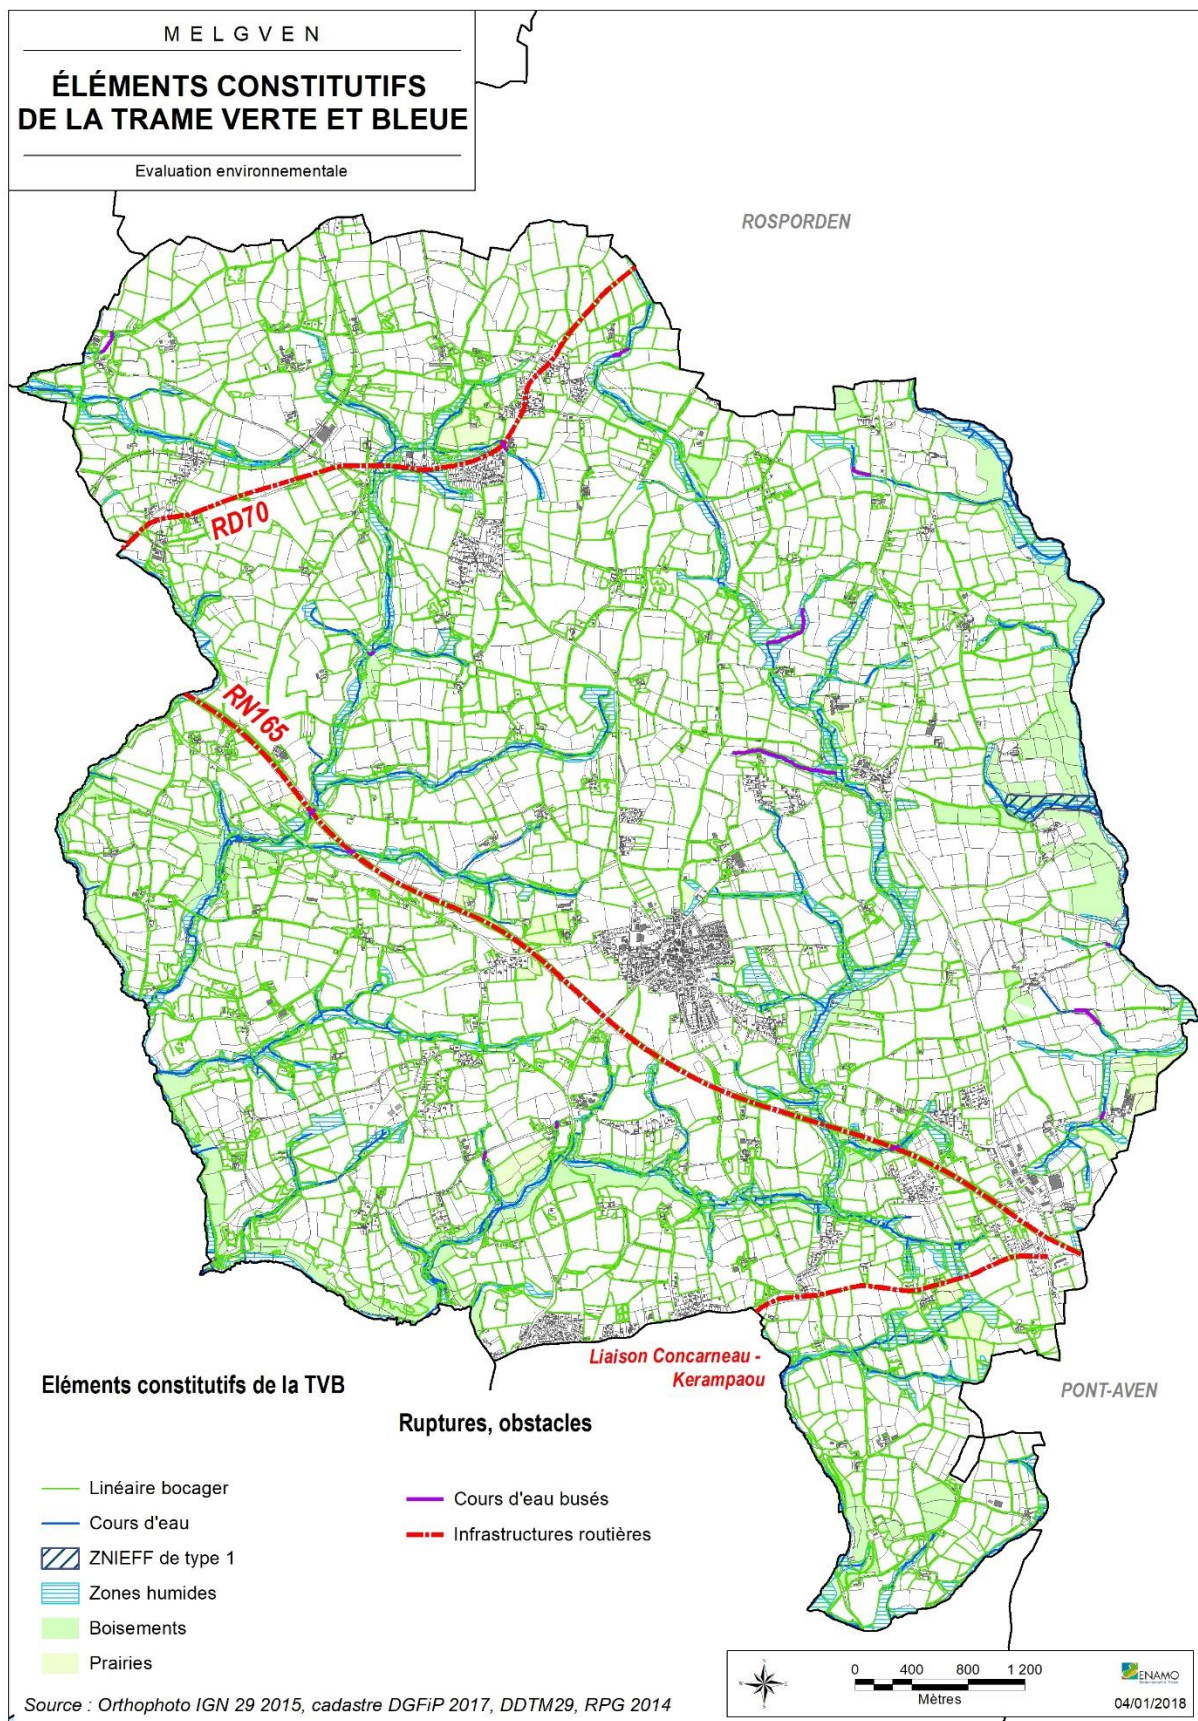 MELGVEN
ÉLÉMENTS CONSTITUTIFS
DE LA TRAME VERTE ET BLEUE
Evaluation environnementale
ROSPORDEN
RD70
RN165
Liaison Concarneau -
Kerampaou
PONT-AVEN
Eléments constitutifs de la TVB
Linéaire bocager
Cours d'eau
ZNIEFF de type 1
Zones humides
Boisements
Prairies
Ruptures, obstacles
Cours d'eau busés
Infrastructures routières
0 400 800 1 200
Mètres
ENAMO
04/01/2018
Source : Orthophoto IGN 29 2015, cadastre DGFiP 2017, DDTM29, RPG 2014